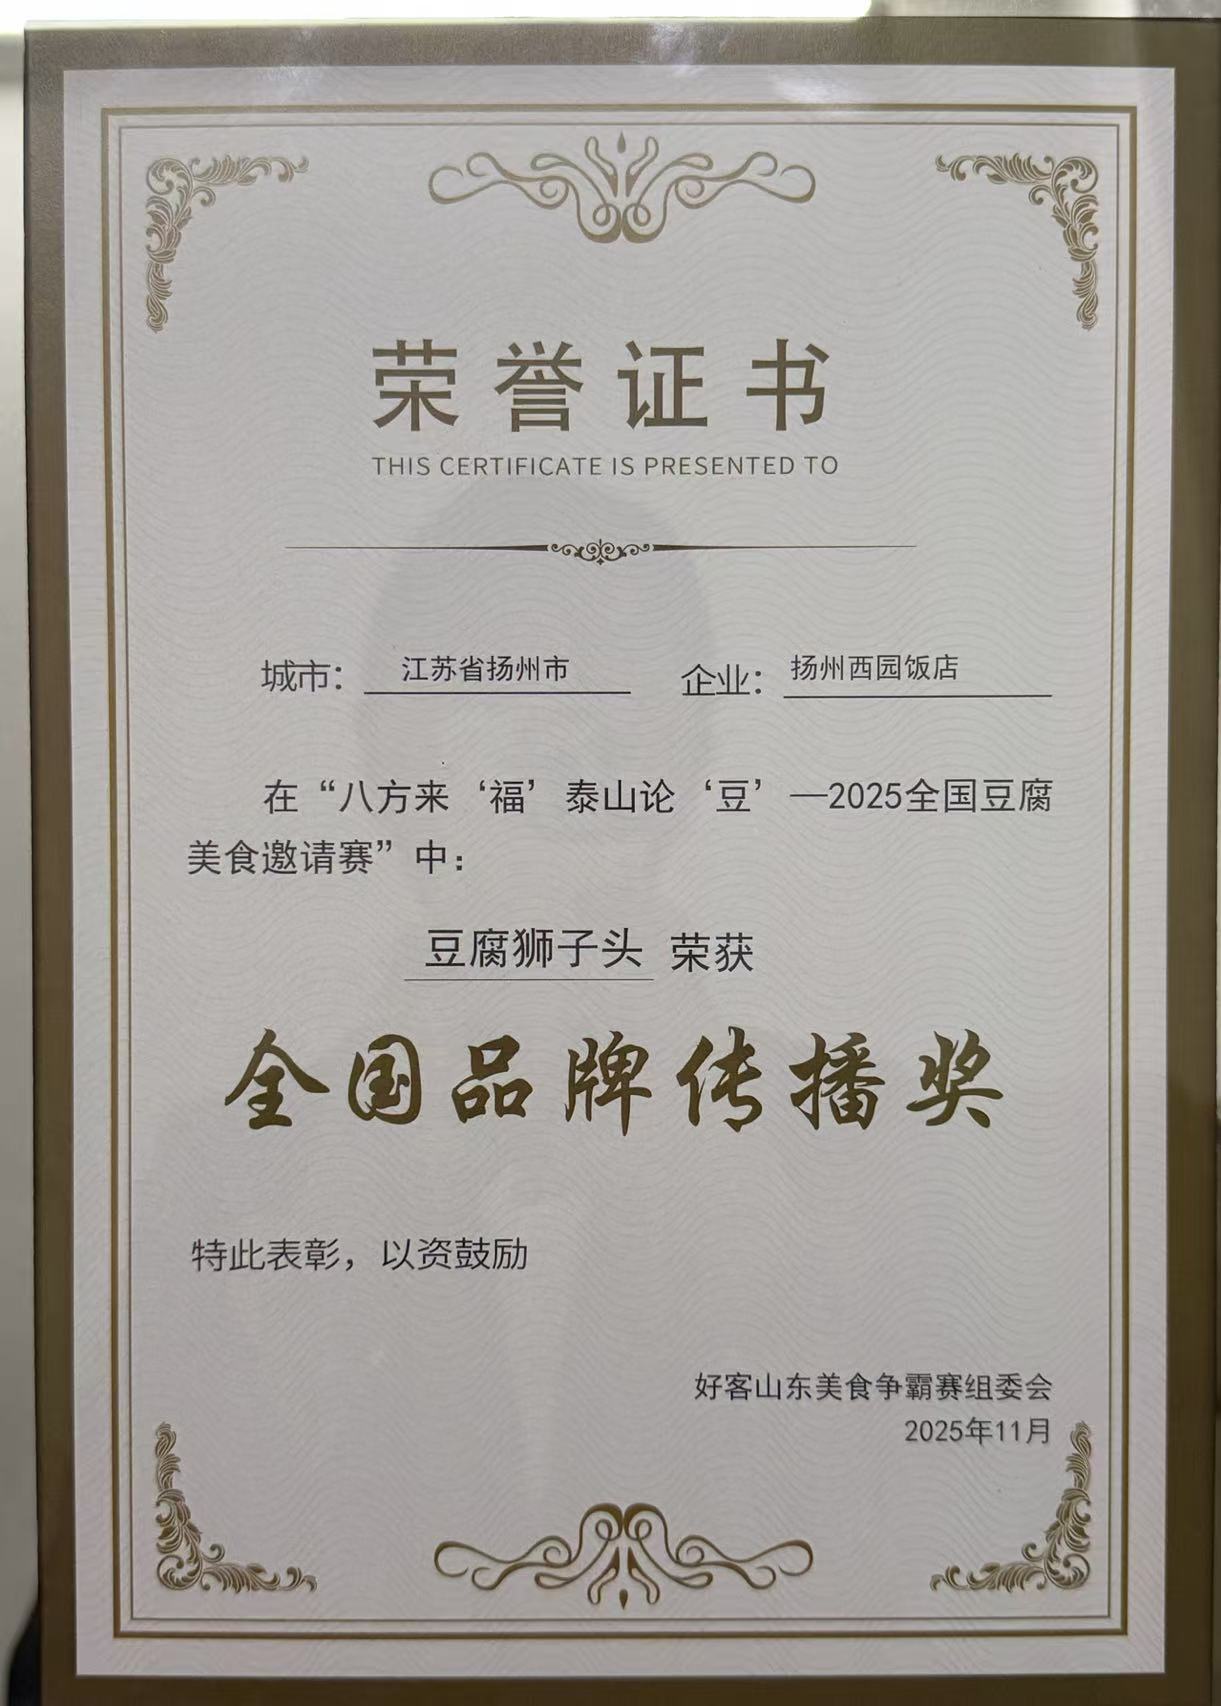 荣誉证书
THIS CERTIFICATE IS PRESENTED TO
城市： 江苏省扬州市 企业： 扬州西园饭店
在“八方来‘福’泰山论‘豆’—2025全国豆腐
美食邀请赛”中：
豆腐狮子头 荣获
全国品牌传播奖
特此表彰，以资鼓励
好客山东美食争霸赛组委会
2025年11月